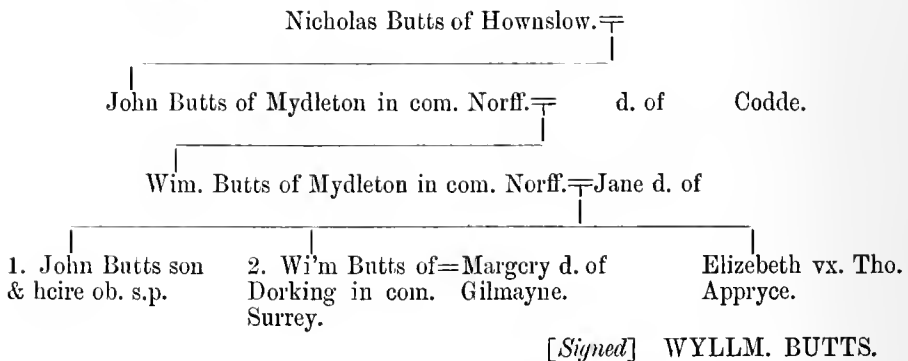 Nicholas Butts of Hownslow.=
John Butts of Mydleton in com. Norff.= d. of Codde.
Wim. Butts of Mydleton in com. Norff.=Jane d. of
1. John Butts son & heire ob. s.p.
2. Wi'm Butts of Dorking in com. Surrey.
=Margery d. of Gilmayne.
Elizebeth vx. Tho. Appryce.
[Signed] WYLLM. BUTTS.